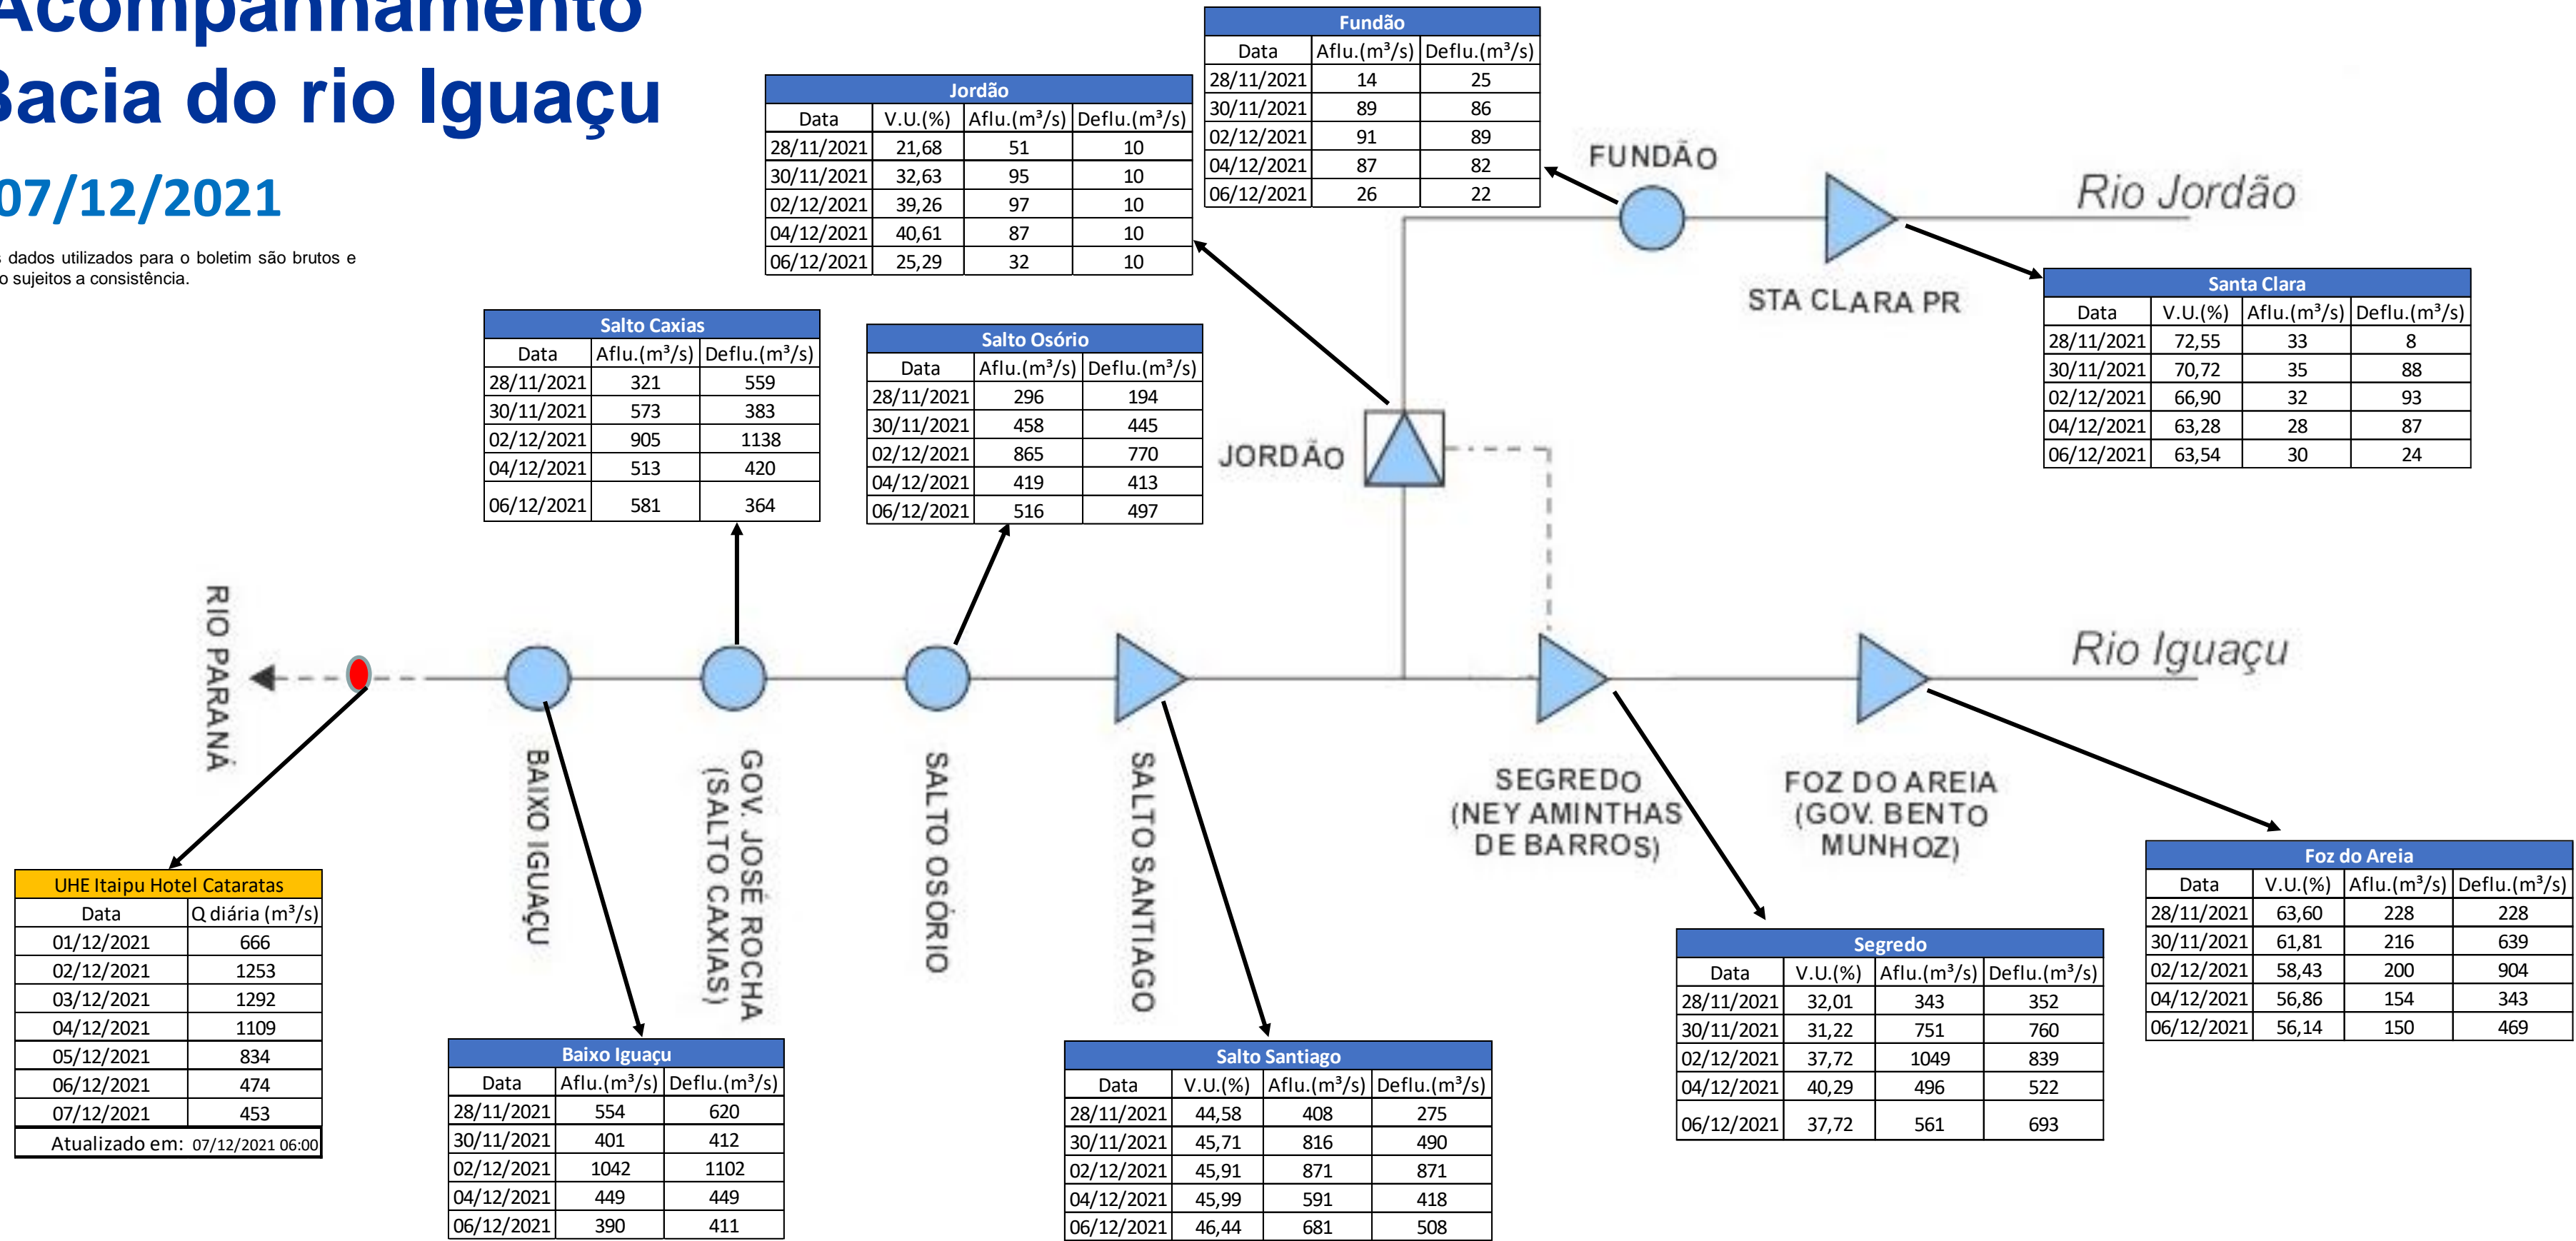 Acompanhamento
Bacia do rio Iguaçu
07/12/2021
s dados utilizados para o boletim são brutos e
o sujeitos a consistência.
Fundão
Data Aflu.(m³/s) Deflu.(m³/s)
28/11/2021 14 25
30/11/2021 89 86
02/12/2021 91 89
04/12/2021 87 82
06/12/2021 26 22
Jordão
Data V.U.(%) Aflu.(m³/s) Deflu.(m³/s)
28/11/2021 21,68 51 10
30/11/2021 32,63 95 10
02/12/2021 39,26 97 10
04/12/2021 40,61 87 10
06/12/2021 25,29 32 10
FUNDÃO
Rio Jordão
STA CLARA PR
Santa Clara
Data V.U.(%) Aflu.(m³/s) Deflu.(m³/s)
28/11/2021 72,55 33 8
30/11/2021 70,72 35 88
02/12/2021 66,90 32 93
04/12/2021 63,28 28 87
06/12/2021 63,54 30 24
Salto Caxias
Data Aflu.(m³/s) Deflu.(m³/s)
28/11/2021 321 559
30/11/2021 573 383
02/12/2021 905 1138
04/12/2021 513 420
06/12/2021 581 364
Salto Osório
Data Aflu.(m³/s) Deflu.(m³/s)
28/11/2021 296 194
30/11/2021 458 445
02/12/2021 865 770
04/12/2021 419 413
06/12/2021 516 497
JORDÃO
RIO PARANÁ
Rio Iguaçu
BAIXO IGUAÇU
GOV. JOSÉ ROCHA
(SALTO CAXIAS)
SALTO OSÓRIO
SALTO SANTIAGO
SEGREDO
(NEY AMINTHAS
DE BARROS)
FOZ DO AREIA
(GOV. BENTO
MUNHOZ)
UHE Itaipu Hotel Cataratas
Data Q diária (m³/s)
01/12/2021 666
02/12/2021 1253
03/12/2021 1292
04/12/2021 1109
05/12/2021 834
06/12/2021 474
07/12/2021 453
Atualizado em: 07/12/2021 06:00
Baixo Iguaçu
Data Aflu.(m³/s) Deflu.(m³/s)
28/11/2021 554 620
30/11/2021 401 412
02/12/2021 1042 1102
04/12/2021 449 449
06/12/2021 390 411
Salto Santiago
Data V.U.(%) Aflu.(m³/s) Deflu.(m³/s)
28/11/2021 44,58 408 275
30/11/2021 45,71 816 490
02/12/2021 45,91 871 871
04/12/2021 45,99 591 418
06/12/2021 46,44 681 508
Segredo
Data V.U.(%) Aflu.(m³/s) Deflu.(m³/s)
28/11/2021 32,01 343 352
30/11/2021 31,22 751 760
02/12/2021 37,72 1049 839
04/12/2021 40,29 496 522
06/12/2021 37,72 561 693
Foz do Areia
Data V.U.(%) Aflu.(m³/s) Deflu.(m³/s)
28/11/2021 63,60 228 228
30/11/2021 61,81 216 639
02/12/2021 58,43 200 904
04/12/2021 56,86 154 343
06/12/2021 56,14 150 469